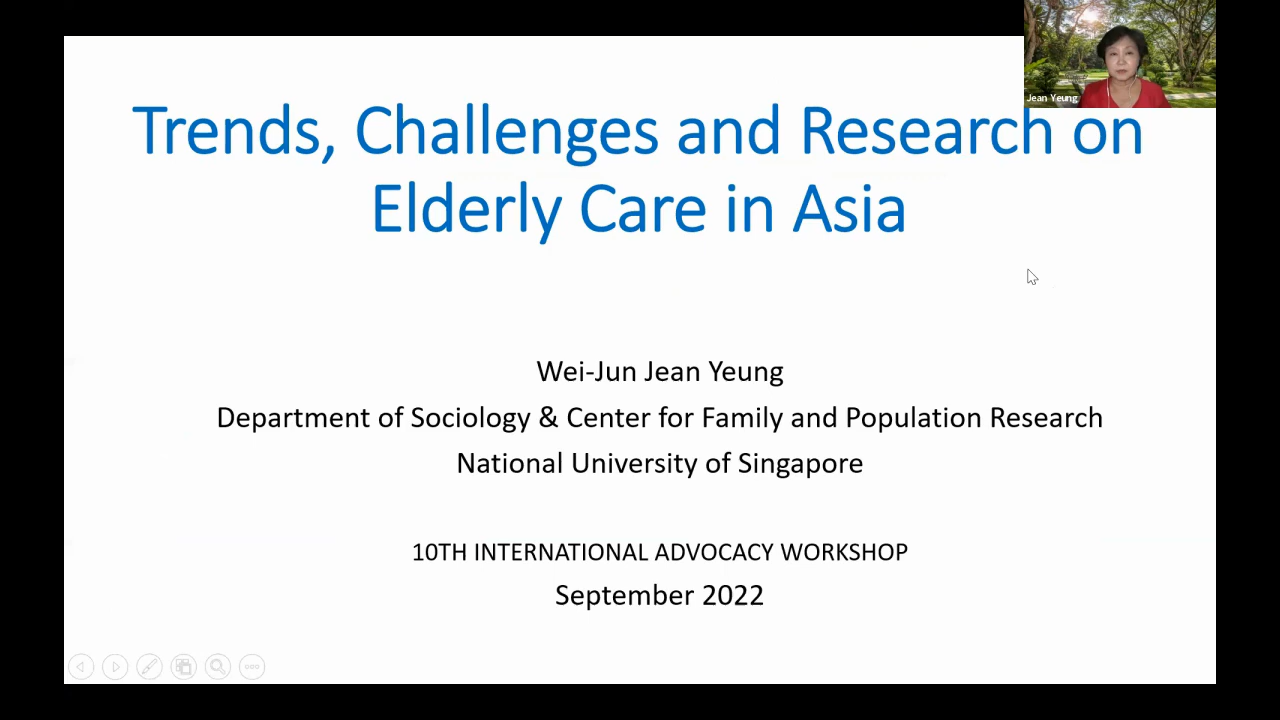 Jean Yeung
Trends, Challenges and Research on
Elderly Care in Asia
Wei-Jun Jean Yeung
Department of Sociology & Center for Family and Population Research
National University of Singapore
10TH INTERNATIONAL ADVOCACY WORKSHOP
September 2022